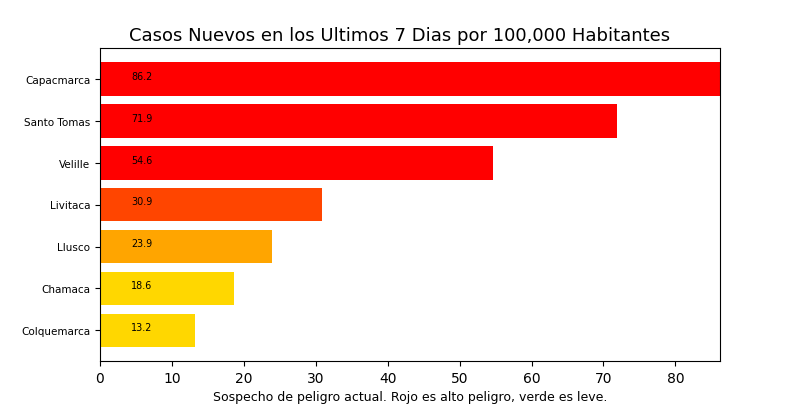 Casos Nuevos en los Ultimos 7 Dias por 100,000 Habitantes
Capacmarca 86.2
Santo Tomas 71.9
Velille 54.6
Livitaca 30.9
Llusco 23.9
Chamaca 18.6
Colquemarca 13.2
0 10 20 30 40 50 60 70 80
Sospecho de peligro actual. Rojo es alto peligro, verde es leve.